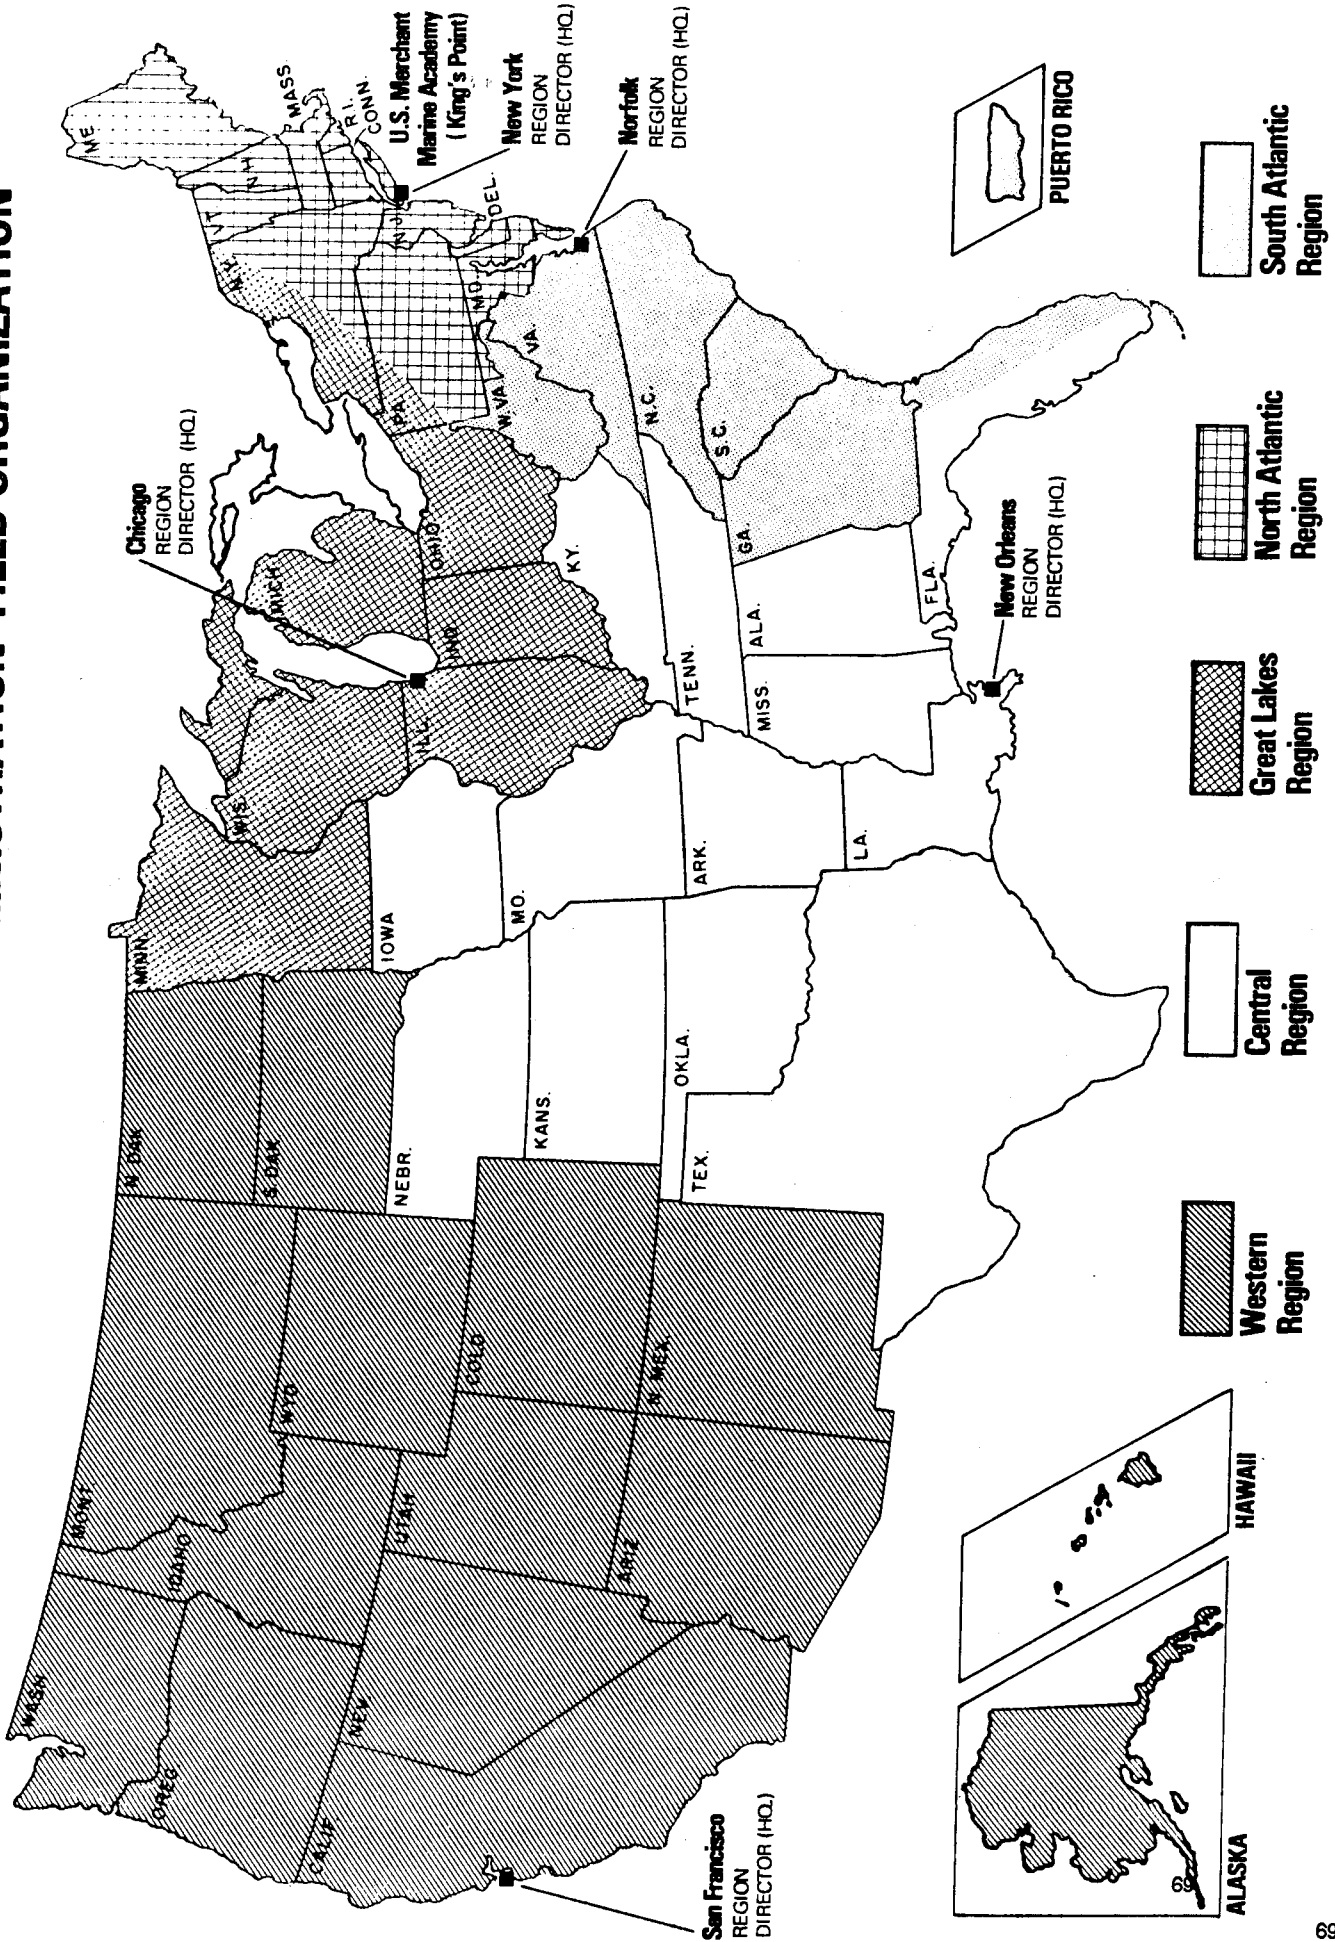 FIELD ORGANIZATION
Chicago
REGION
DIRECTOR (HQ.)
U.S. Merchant
Marine Academy
(King's Point)
New York
REGION
DIRECTOR (HQ.)
Norfolk
REGION
DIRECTOR (HQ.)
New Orleans
REGION
DIRECTOR (HQ.)
San Francisco
REGION
DIRECTOR (HQ.)
WASH.
OREG.
CALIF.
NEV.
IDAHO
MONT.
WYO.
UTAH
ARIZ.
COLO.
N. MEX.
N. DAK.
S. DAK.
NEBR.
KANS.
OKLA.
TEX.
MINN.
IOWA
MO.
ARK.
LA.
WIS.
ILL.
MICH.
IND.
OHIO
KY.
TENN.
MISS.
ALA.
GA.
FLA.
S.C.
N.C.
VA.
W.VA.
MD.
DEL.
PA.
N.J.
N.Y.
VT.
N.H.
ME.
MASS.
R.I.
CONN.
ALASKA
HAWAII
PUERTO RICO
Western
Region
Central
Region
Great Lakes
Region
North Atlantic
Region
South Atlantic
Region
69
69